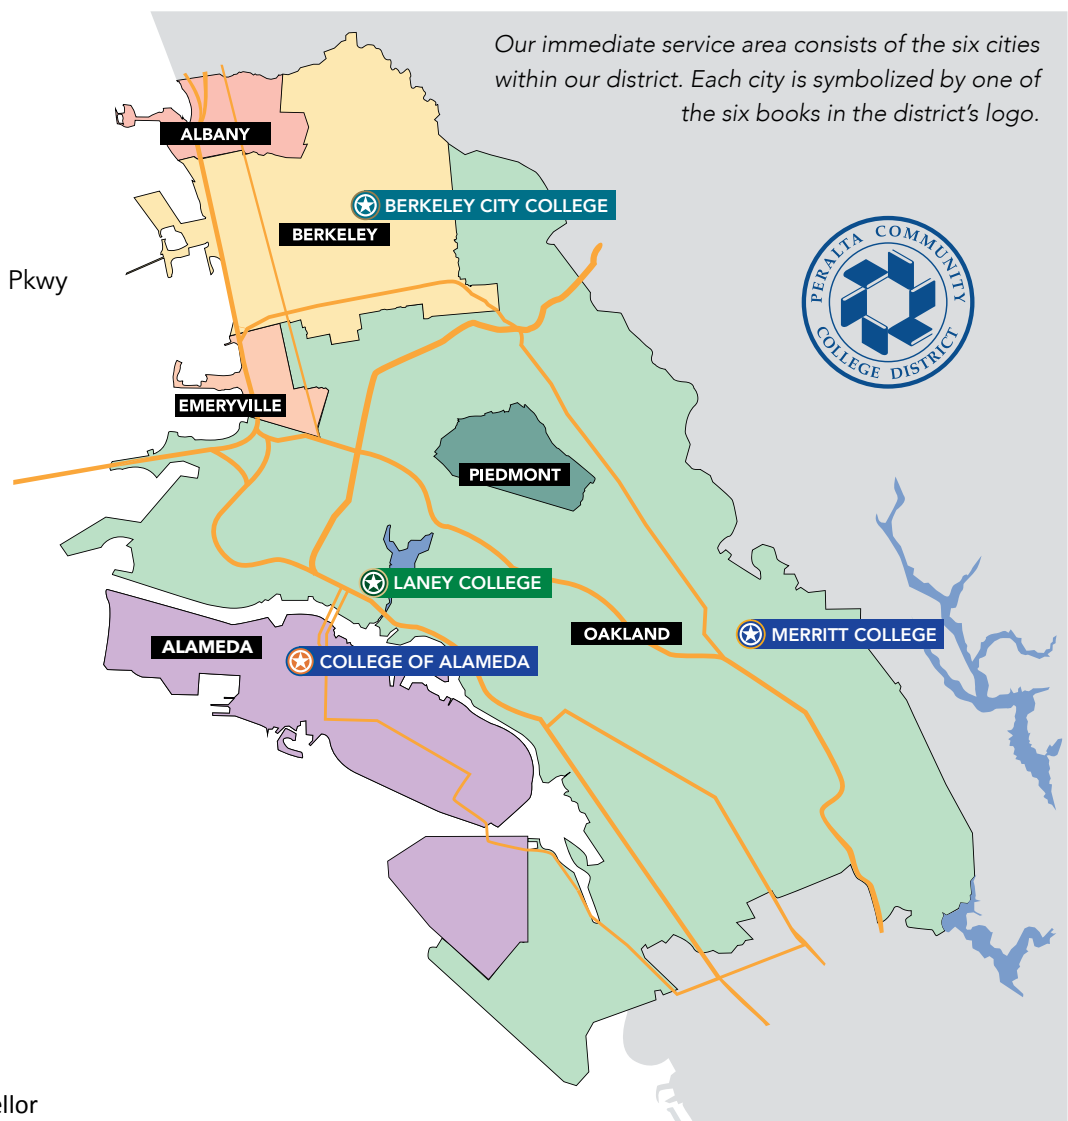 Our immediate service area consists of the six cities
within our district. Each city is symbolized by one of
the six books in the district's logo.
ALBANY
BERKELEY CITY COLLEGE
BERKELEY
PERALTA COMMUNITY
COLLEGE DISTRICT
Pkwy
EMERYVILLE
PIEDMONT
LANEY COLLEGE
OAKLAND
MERRITT COLLEGE
ALAMEDA
COLLEGE OF ALAMEDA
ellor